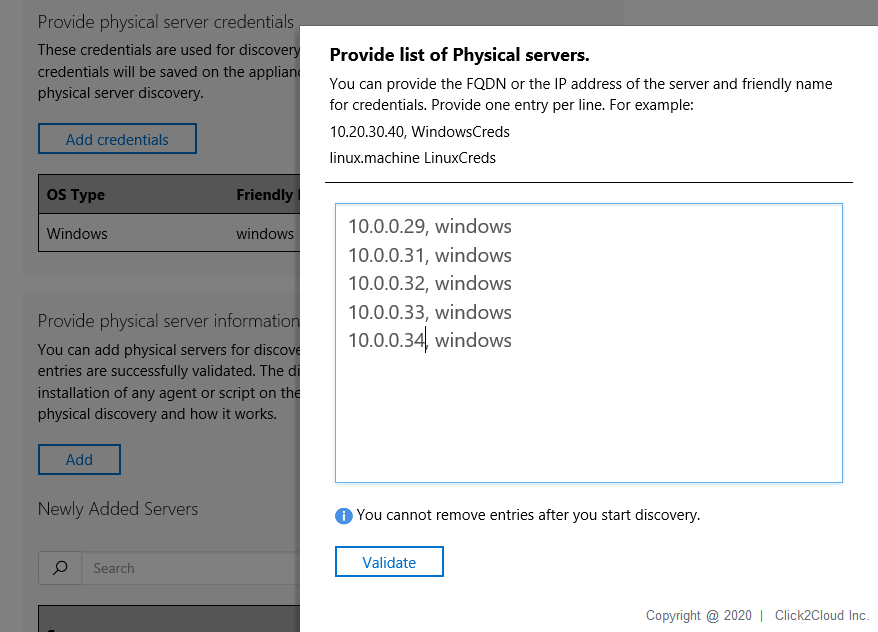 Provide physical server credentials
These credentials are used for discovery
credentials will be saved on the applian
physical server discovery.
Add credentials
OS Type Friendly
Windows windows
Provide physical server information
You can add physical servers for discove
entries are successfully validated. The di
installation of any agent or script on the
physical discovery and how it works.
Add
Newly Added Servers
Search
Provide list of Physical servers.
You can provide the FQDN or the IP address of the server and friendly name
for credentials. Provide one entry per line. For example:
10.20.30.40, WindowsCreds
linux.machine LinuxCreds
10.0.0.29, windows
10.0.0.31, windows
10.0.0.32, windows
10.0.0.33, windows
10.0.0.34, windows
You cannot remove entries after you start discovery.
Validate
Copyright @ 2020 | Click2Cloud Inc.